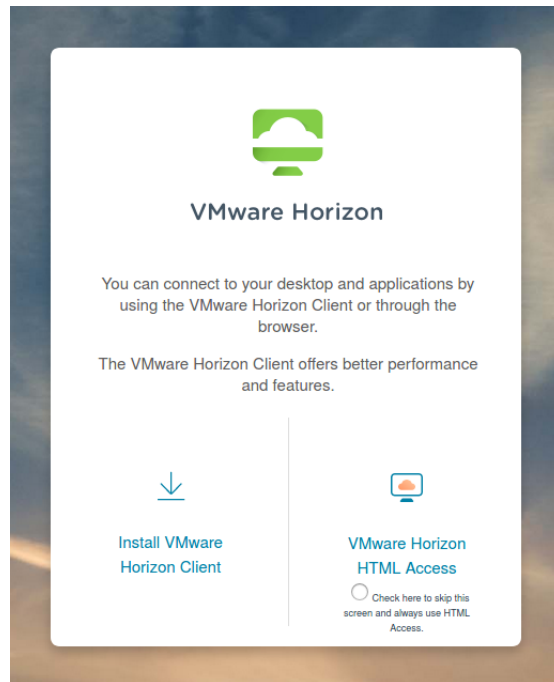 VMware Horizon
You can connect to your desktop and applications by
using the VMware Horizon Client or through the
browser.
The VMware Horizon Client offers better performance
and features.
Install VMware
Horizon Client
VMware Horizon
HTML Access
Check here to skip this
screen and always use HTML
Access.